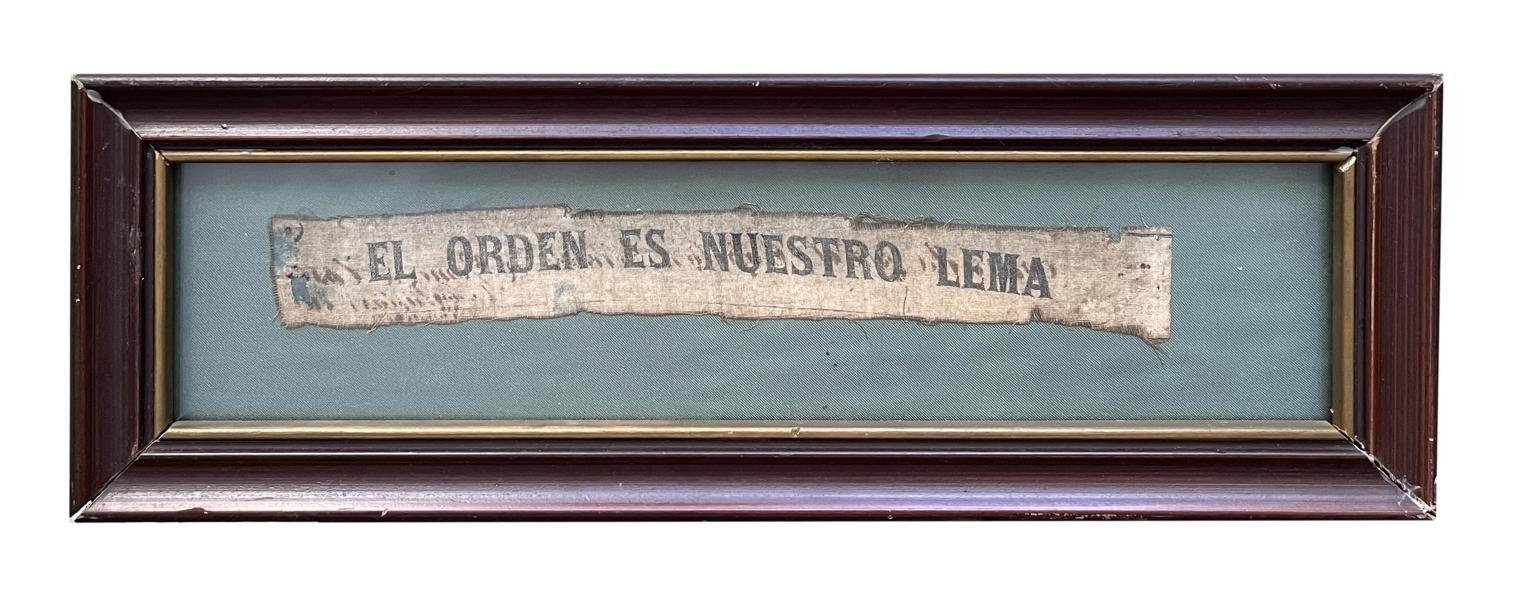 EL ORDEN ES NUESTRO LEMA